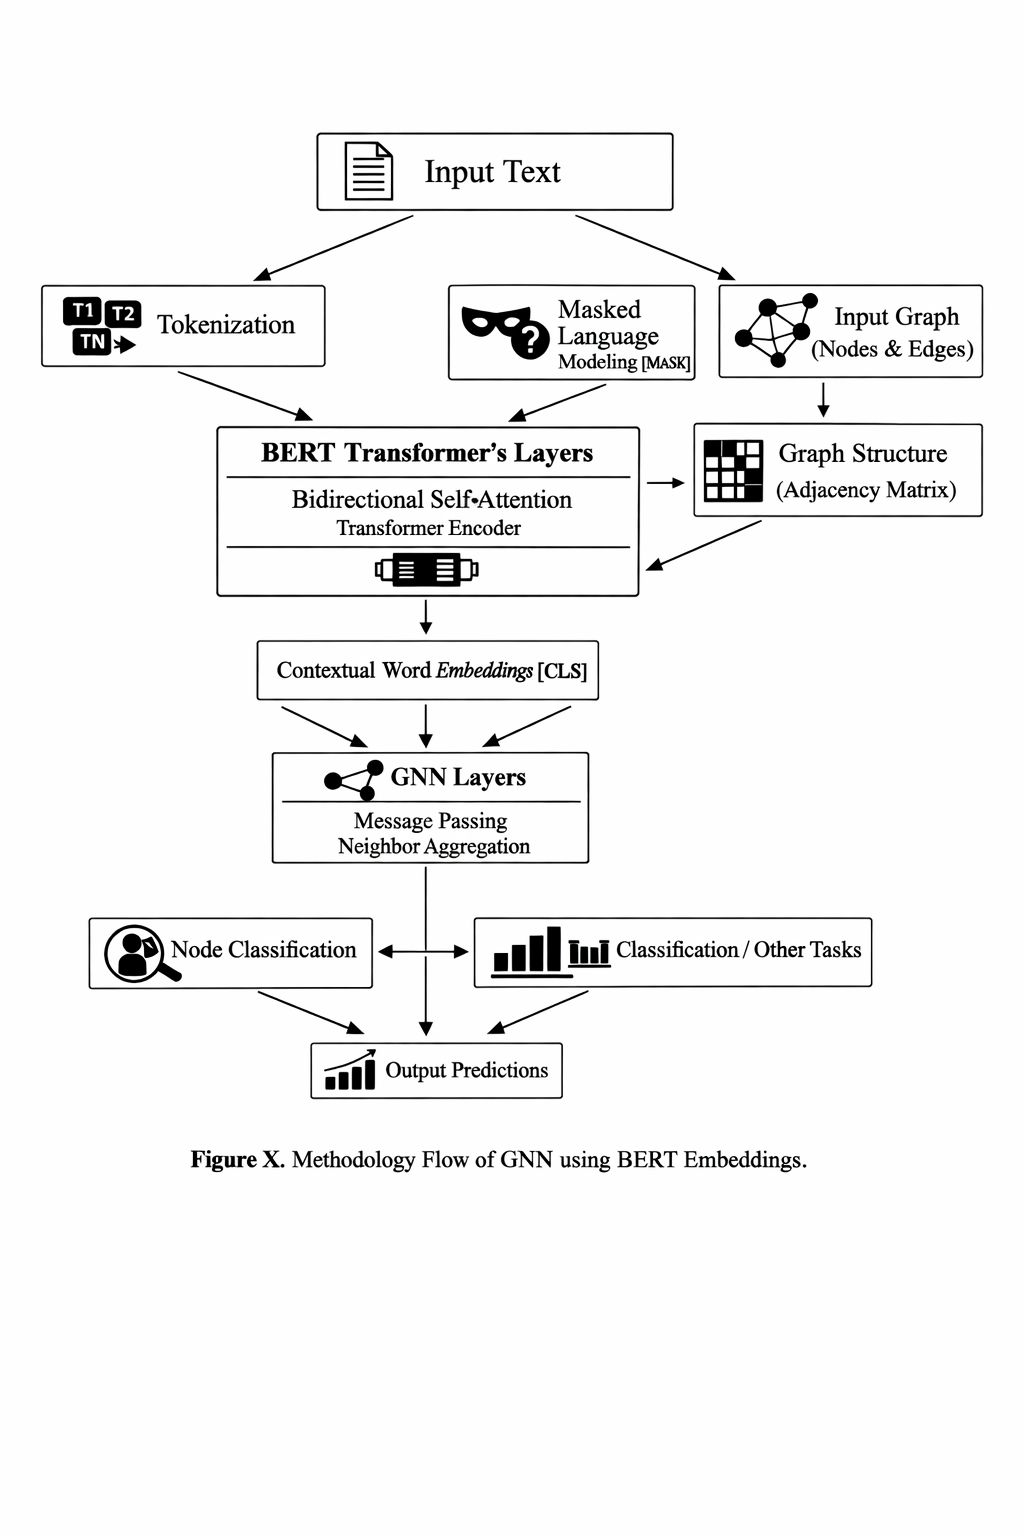 Input Text
T1
T2
TN
Tokenization
Masked
Language
Modeling [MASK]
?
Input Graph
(Nodes & Edges)
BERT Transformer's Layers
Bidirectional Self-Attention
Transformer Encoder
Graph Structure
(Adjacency Matrix)
Contextual Word Embeddings [CLS]
GNN Layers
Message Passing
Neighbor Aggregation
Node Classification
Classification / Other Tasks
Output Predictions
Figure X. Methodology Flow of GNN using BERT Embeddings.